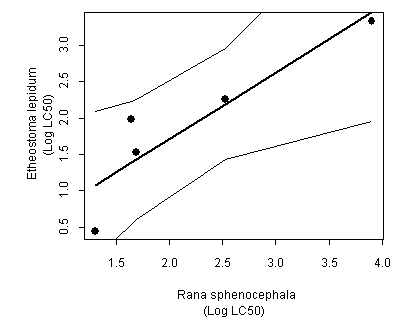 Etheostoma lepidum
(Log LC50)
3.0
2.5
2.0
1.5
1.0
0.5
1.5 2.0 2.5 3.0 3.5 4.0
Rana sphenocephala
(Log LC50)